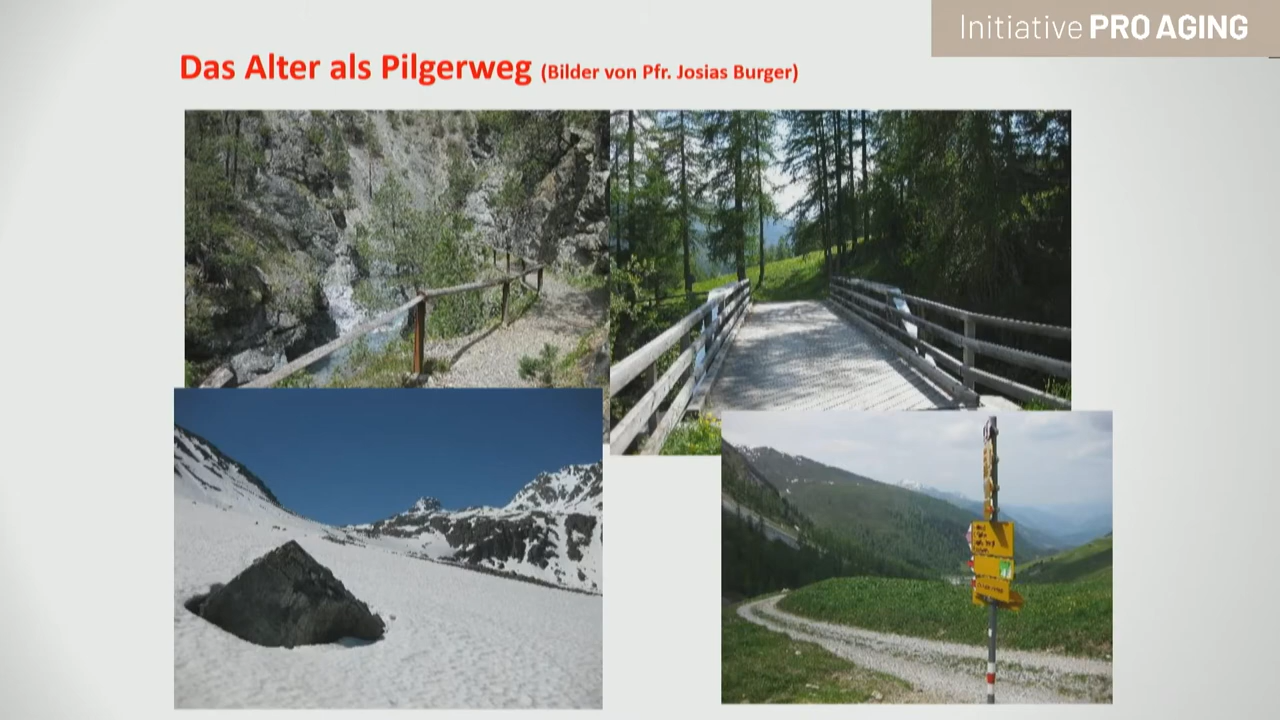 Initiative PRO AGING
Das Alter als Pilgerweg (Bilder von Pfr. Josias Burger)